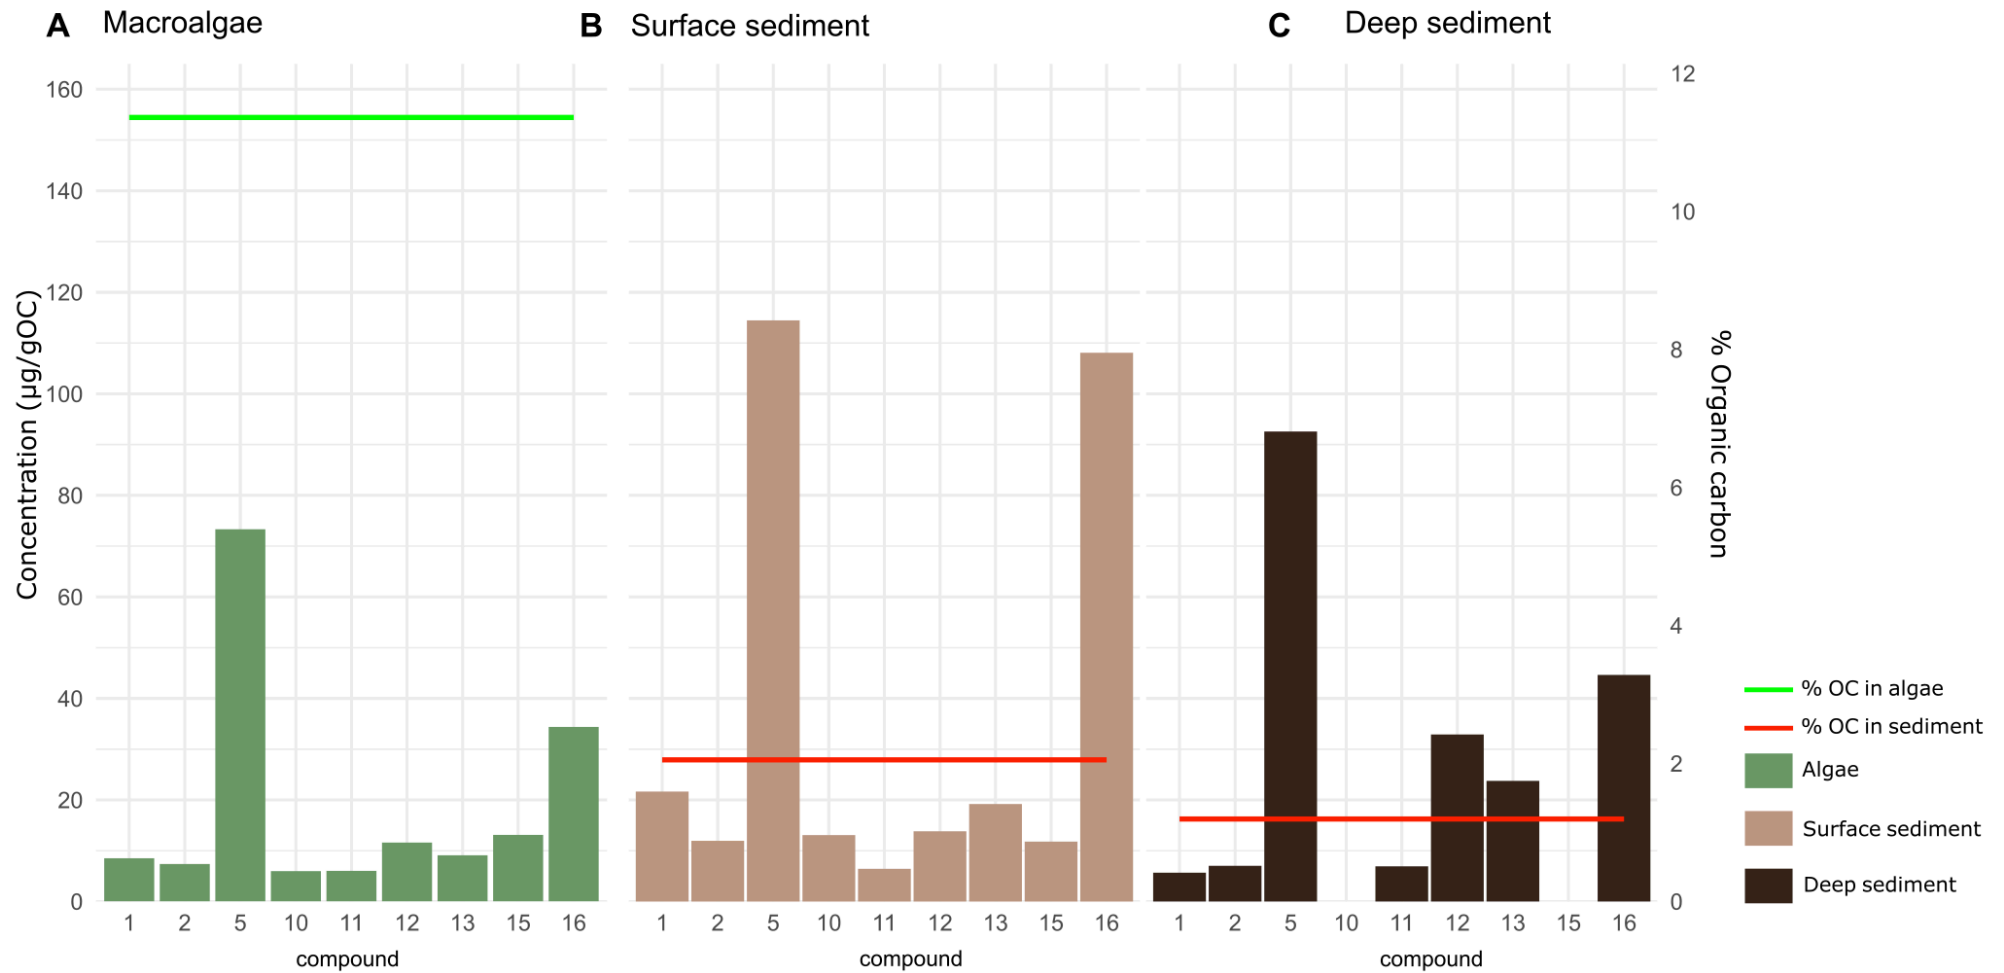 A Macroalgae
B Surface sediment
C Deep sediment
Concentration (µg/gOC)
160
140
120
100
80
60
40
20
0
1 2 5 10 11 12 13 15 16
compound
1 2 5 10 11 12 13 15 16
compound
1 2 5 10 11 12 13 15 16
compound
12
10
8
6
4
2
0
% Organic carbon
% OC in algae
% OC in sediment
Algae
Surface sediment
Deep sediment